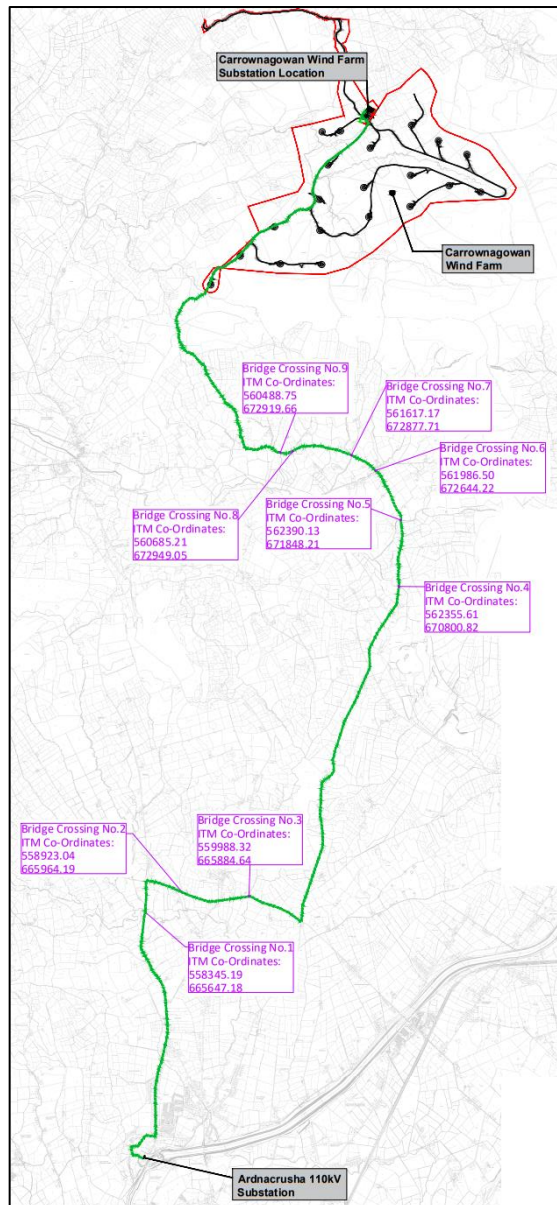 Carrownagowan Wind Farm
Substation Location
Carrownagowan
Wind Farm
Bridge Crossing No.9
ITM Co-Ordinates:
560488.75
672919.66
Bridge Crossing No.7
ITM Co-Ordinates:
561617.17
672877.71
Bridge Crossing No.6
ITM Co-Ordinates:
561986.50
672644.22
Bridge Crossing No.8
ITM Co-Ordinates:
560685.21
672949.05
Bridge Crossing No.5
ITM Co-Ordinates:
562390.13
671848.21
Bridge Crossing No.4
ITM Co-Ordinates:
562355.61
670800.82
Bridge Crossing No.3
ITM Co-Ordinates:
559988.32
665884.64
Bridge Crossing No.2
ITM Co-Ordinates:
558923.04
665964.19
Bridge Crossing No.1
ITM Co-Ordinates:
558345.19
665647.18
Ardnacrusha 110kV
Substation